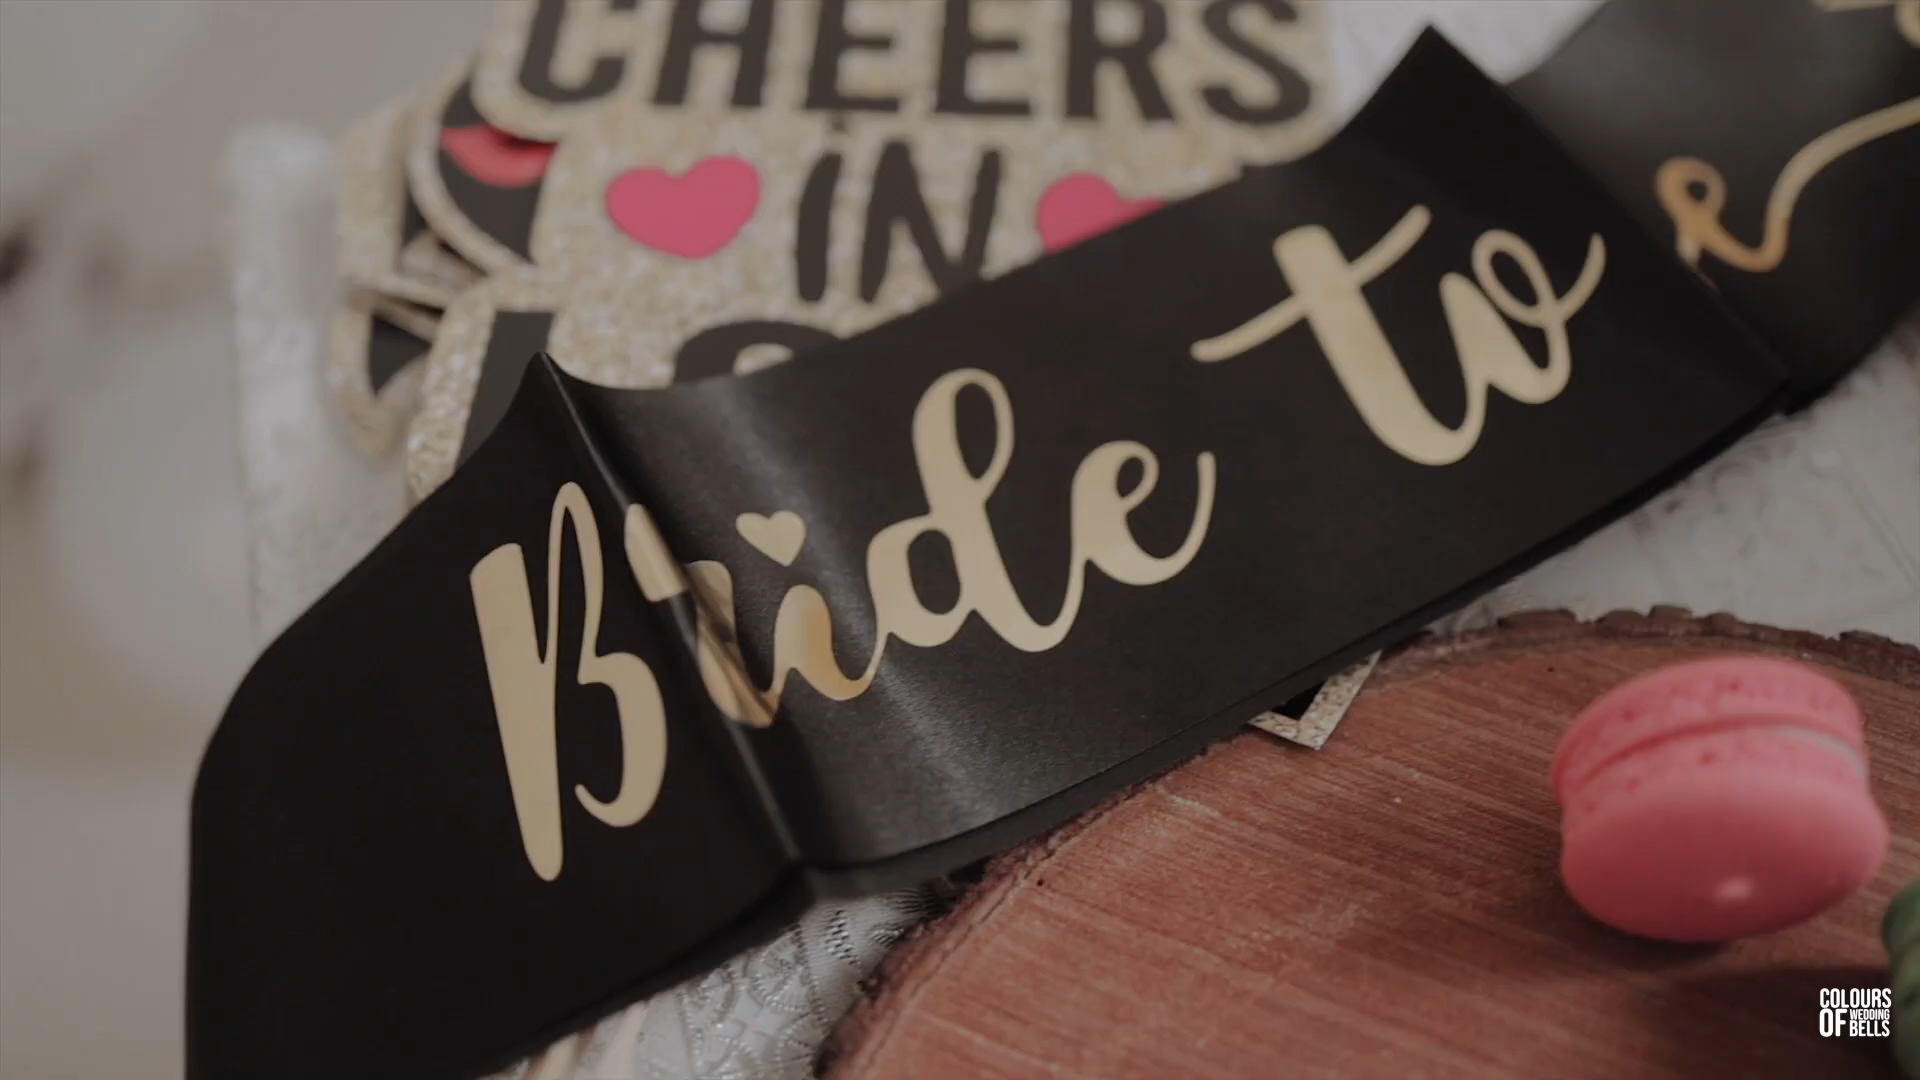 CHEERS
IN
Bride to
COLOURS
OF WEDDING
BELLS